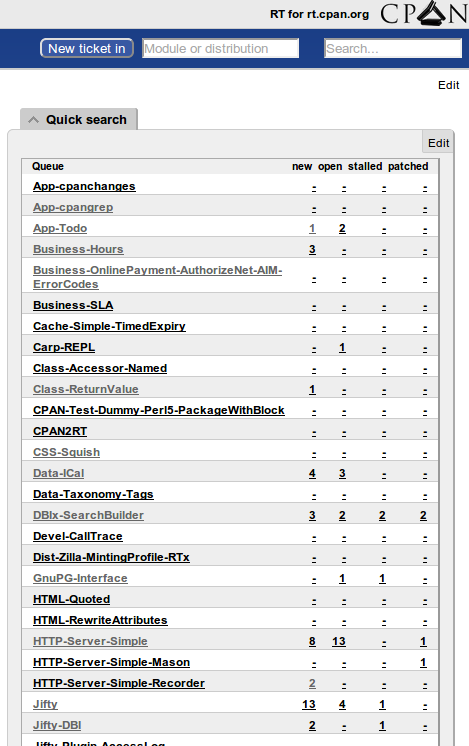 RT for rt.cpan.org CPAN
New ticket in Module or distribution Search...
Edit
Quick search
Edit
Queue new open stalled patched
App-cpanchanges - - - -
App-cpangrep - - - -
App-Todo 1 2 - -
Business-Hours 3 - - -
Business-OnlinePayment-AuthorizeNet-AIM-
ErrorCodes - - - -
Business-SLA - - - -
Cache-Simple-TimedExpiry - - - -
Carp-REPL - 1 - -
Class-Accessor-Named - - - -
Class-ReturnValue 1 - - -
CPAN-Test-Dummy-Perl5-PackageWithBlock - - - -
CPAN2RT - - - -
CSS-Squish - - - -
Data-ICal 4 3 - -
Data-Taxonomy-Tags - - - -
DBIx-SearchBuilder 3 2 2 2
Devel-CallTrace - - - -
Dist-Zilla-MintingProfile-RTx - - - -
GnuPG-Interface - 1 1 -
HTML-Quoted - - - -
HTML-RewriteAttributes - - - -
HTTP-Server-Simple 8 13 - 1
HTTP-Server-Simple-Mason - - - 1
HTTP-Server-Simple-Recorder 2 - - -
Jifty 13 4 1 -
Jifty-DBI 2 - 1 -
Jifty-Plugin-AccessLog